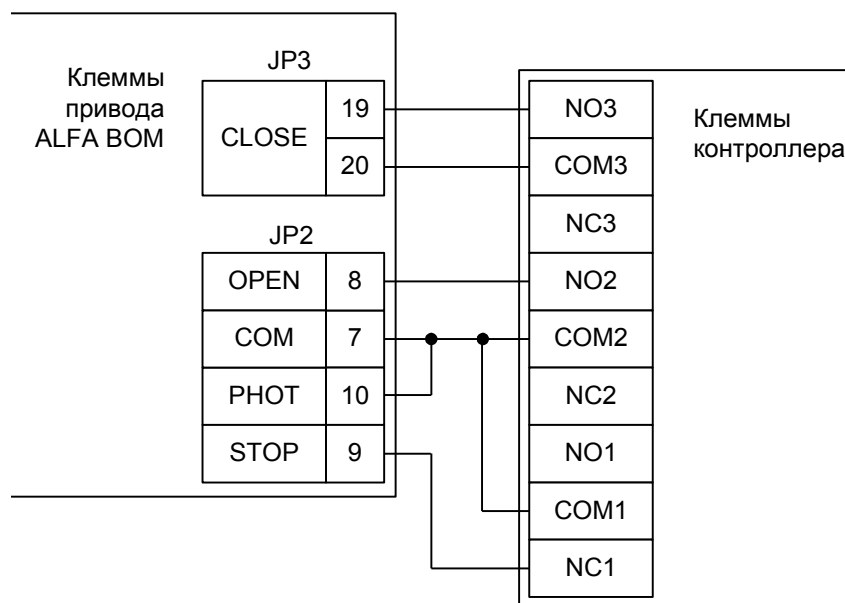 Клеммы
привода
ALFA BOM
JP3
CLOSE
19
20
JP2
OPEN 8
COM 7
PHOT 10
STOP 9
NO3
COM3
NC3
NO2
COM2
NC2
NO1
COM1
NC1
Клеммы
контроллера